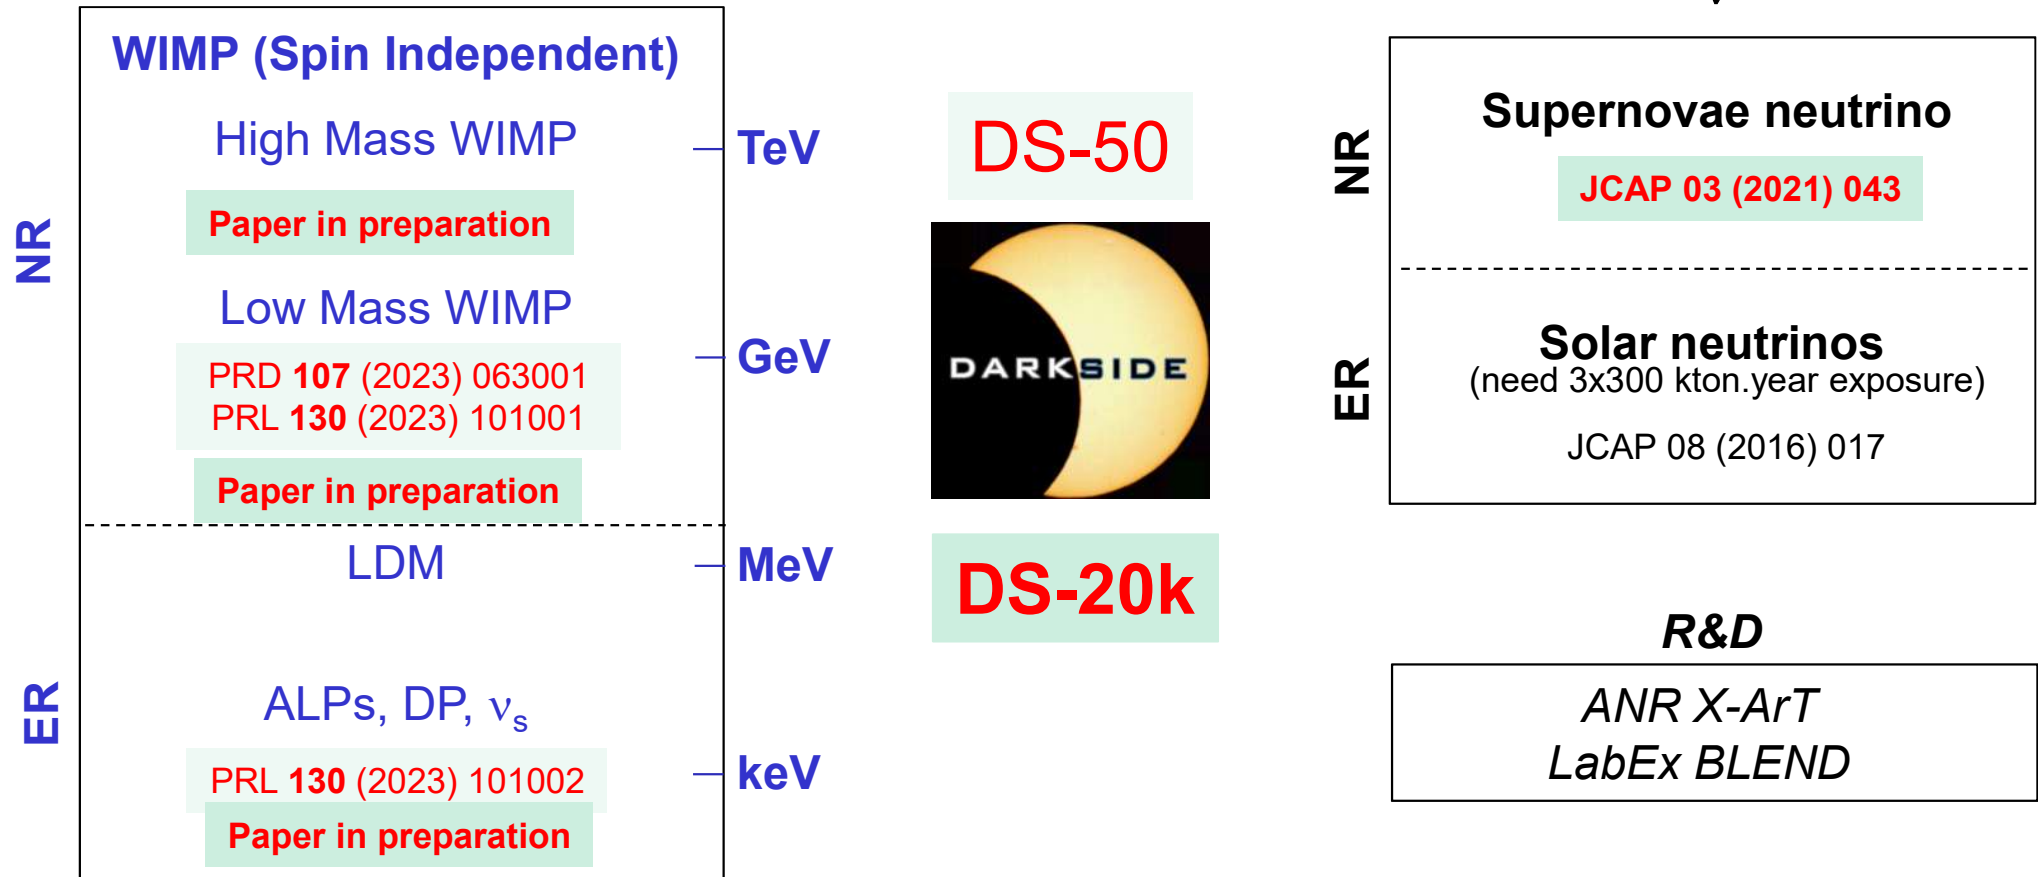 WIMP (Spin Independent)
High Mass WIMP
Paper in preparation
NR
Low Mass WIMP
PRD 107 (2023) 063001
PRL 130 (2023) 101001
Paper in preparation
LDM
ER
ALPs, DP, νs
PRL 130 (2023) 101002
Paper in preparation
TeV
GeV
MeV
keV
DS-50
DARKSIDE
DS-20k
NR
Supernovae neutrino
JCAP 03 (2021) 043
ER
Solar neutrinos
(need 3x300 kton.year exposure)
JCAP 08 (2016) 017
R&D
ANR X-ArT
LabEx BLEND